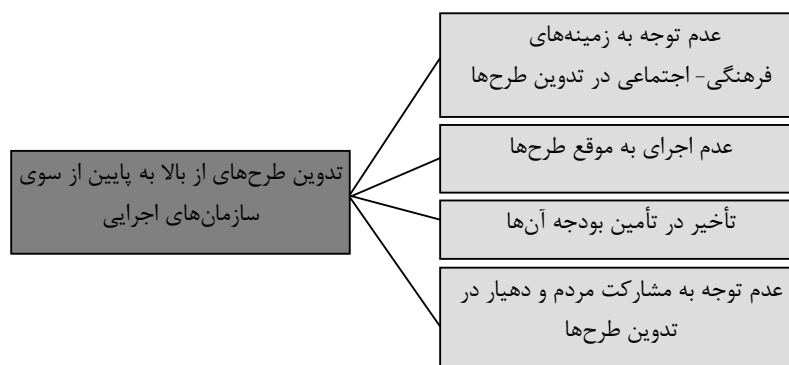 عدم توجه به زمینه‌های
فرهنگی- اجتماعی در تدوین طرح‌ها
عدم اجرای به موقع طرح‌ها
تدوین طرح‌های از بالا به پایین از سوی
سازمان‌های اجرایی
تأخیر در تأمین بودجه آن‌ها
عدم توجه به مشارکت مردم و دهیار در
تدوین طرح‌ها